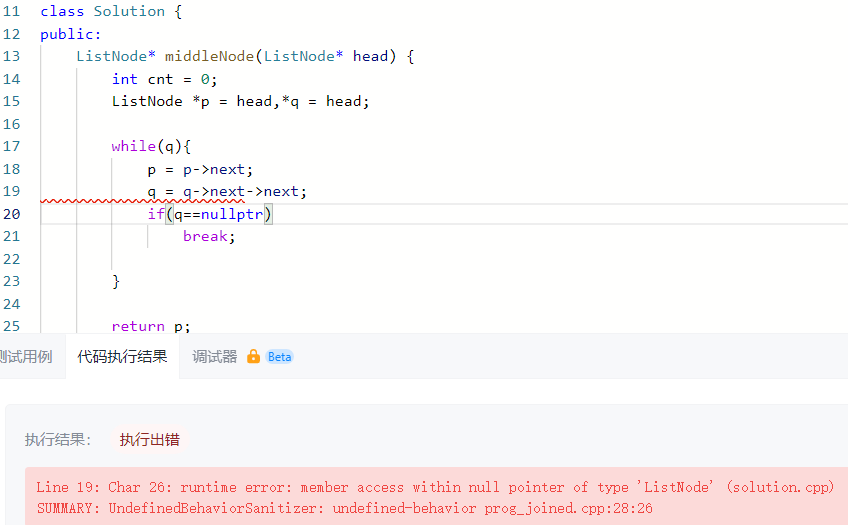 11 class Solution {
12 public:
13 ListNode* middleNode(ListNode* head) {
14 int cnt = 0;
15 ListNode *p = head,*q = head;
16
17 while(q){
18 p = p->next;
19 q = q->next->next;
20 if(q==nullptr)
21 break;
22
23 }
24
25 return p;
测试用例 代码执行结果 调试器 Beta
执行结果： 执行出错
Line 19: Char 26: runtime error: member access within null pointer of type 'ListNode' (solution.cpp)
SUMMARY: UndefinedBehaviorSanitizer: undefined-behavior prog_joined.cpp:28:26